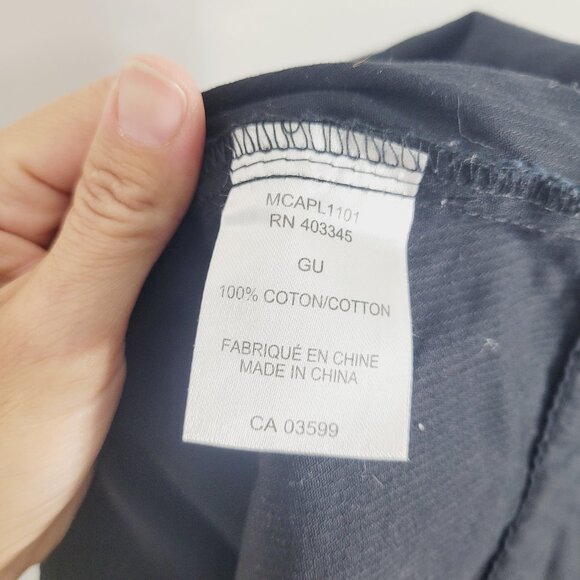 MCAPL1101
RN 403345
GU
100% COTON/COTTON
FABRIQUÉ EN CHINE
MADE IN CHINA
CA 03599